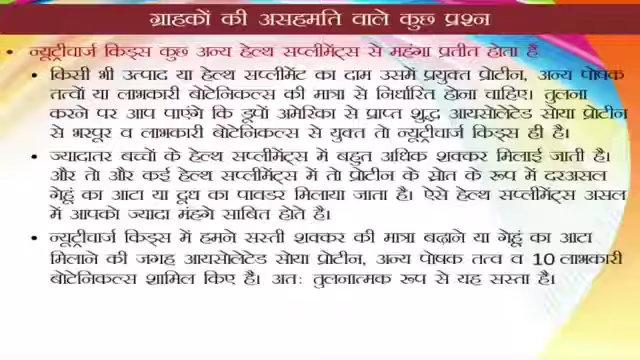 ग्राहकों की असहमति वाले कुछ प्रश्न
• न्यूट्रीचार्ज किड्स कुछ अन्य हेल्थ सप्लीमेंट्स से महंगा प्रतीत होता है
• किसी भी उत्पाद या हेल्थ सप्लीमेंट का दाम उसमें प्रयुक्त प्रोटीन, अन्य पोषक
तत्वों या लाभकारी बोटेनिकल्स की मात्रा से निर्धारित होना चाहिए। तुलना
करने पर आप पाएंगे कि डूपों अमेरिका से प्राप्त शुद्ध आयसोलेटेड सोया प्रोटीन
से भरपूर व लाभकारी बोटेनिकल्स से युक्त तो न्यूट्रीचार्ज किड्स ही है।
• ज्यादातर बच्चों के हेल्थ सप्लीमेंट्स में बहुत अधिक शक्कर मिलाई जाती है।
और तो और कई हेल्थ सप्लीमेंट्स में तो प्रोटीन के स्रोत के रूप में दरअसल
गेहूं का आटा या दूध का पावडर मिलाया जाता है। ऐसे हेल्थ सप्लीमेंट्स असल
में आपको ज्यादा मंहगे साबित होते है।
• न्यूट्रीचार्ज किड्स में हमने सस्ती शक्कर की मात्रा बढ़ाने या गेहूं का आटा
मिलाने की जगह आयसोलेटेड सोया प्रोटीन, अन्य पोषक तत्व व 10 लाभकारी
बोटेनिकल्स शामिल किए है। अतः तुलनात्मक रूप से यह सस्ता है।